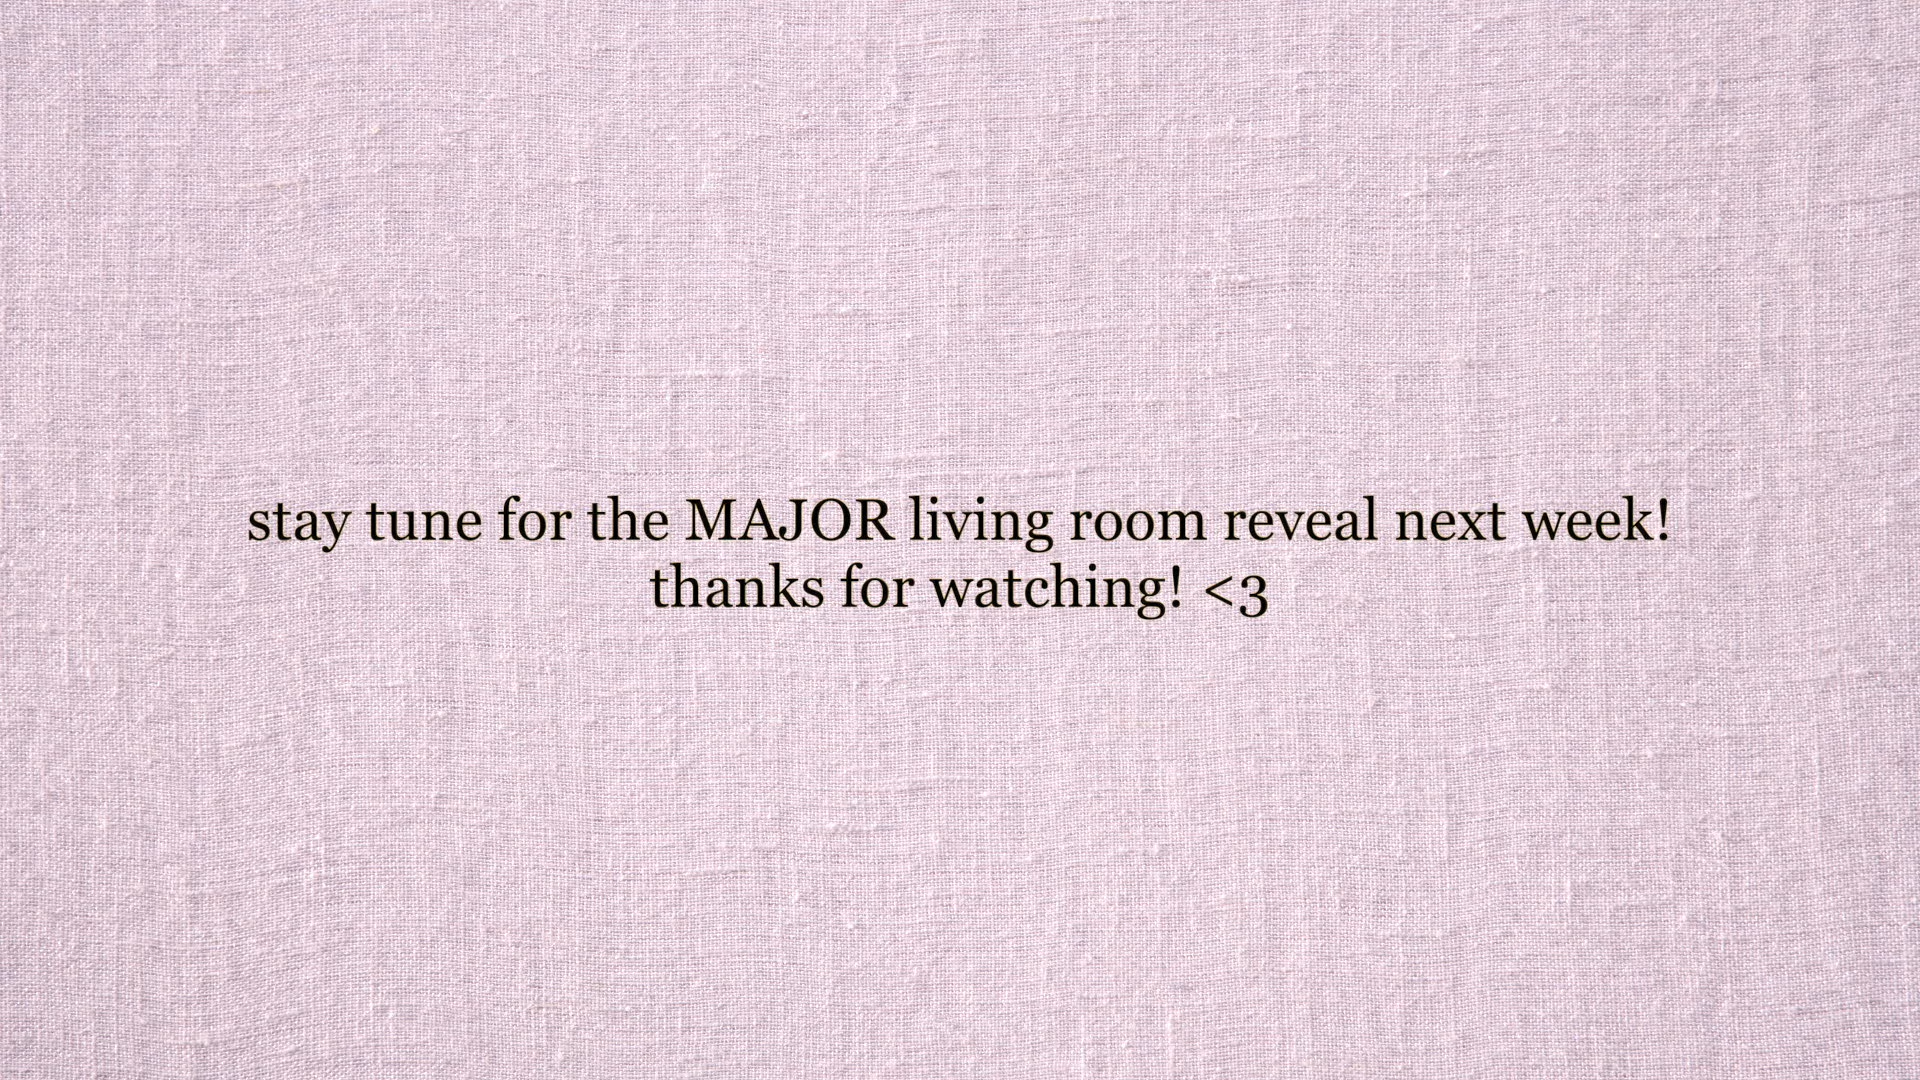 stay tune for the MAJOR living room reveal next week!
thanks for watching! <3